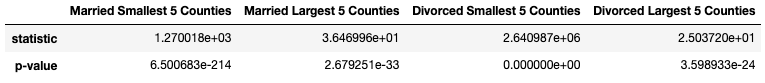 Married Smallest 5 Counties Married Largest 5 Counties Divorced Smallest 5 Counties Divorced Largest 5 Counties
statistic 1.270018e+03 3.646996e+01 2.640987e+06 2.503720e+01
p-value 6.500683e-214 2.679251e-33 0.000000e+00 3.598933e-24